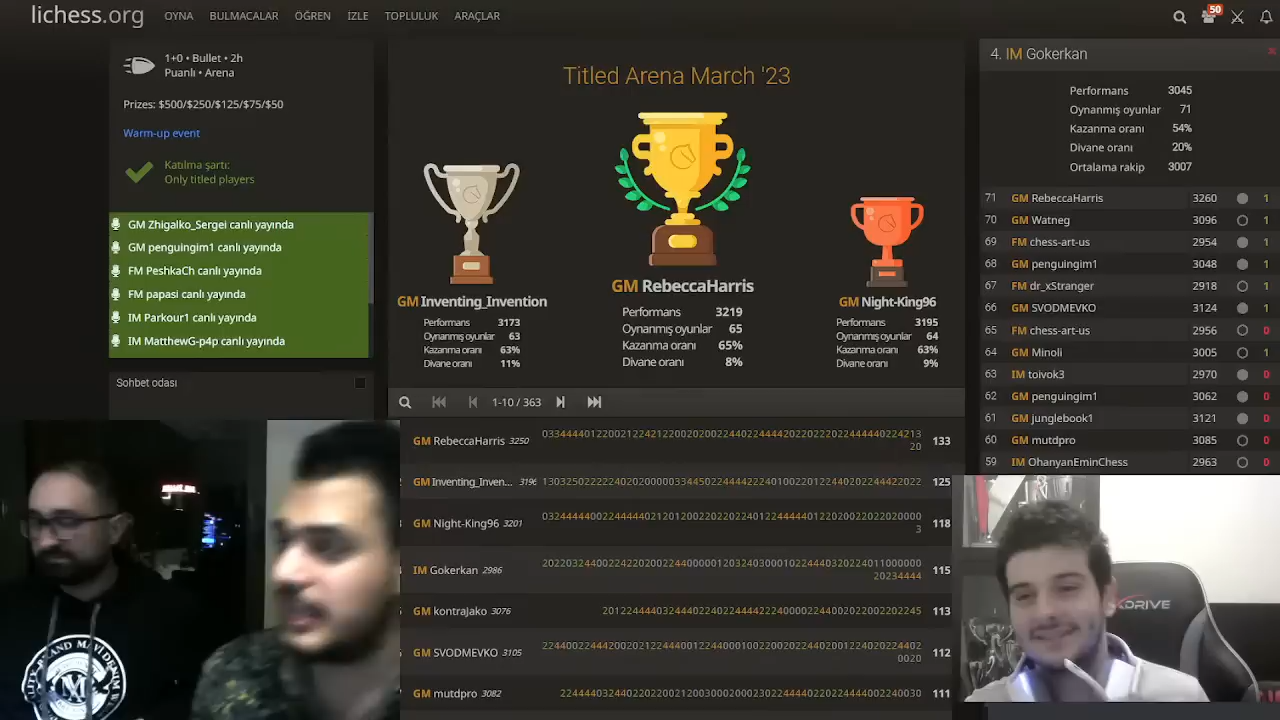 lichess.org
OYNA BULMACALAR ÖĞREN İZLE TOPLULUK ARAÇLAR
50
1+0 • Bullet • 2h
Puanlı • Arena
Prizes: $500/$250/$125/$75/$50
Warm-up event
Katılma şartı:
Only titled players
GM Zhigalko_Sergei canlı yayında
GM penguingim1 canlı yayında
FM PeshkaCh canlı yayında
FM papasi canlı yayında
IM Parkour1 canlı yayında
IM MatthewG-p4p canlı yayında
Sohbet odası
Titled Arena March '23
GM Inventing_Invention
Performans 3173
Oynanmış oyunlar 63
Kazanma oranı 63%
Divane oranı 11%
GM RebeccaHarris
Performans 3219
Oynanmış oyunlar 65
Kazanma oranı 65%
Divane oranı 8%
GM Night-King96
Performans 3195
Oynanmış oyunlar 64
Kazanma oranı 63%
Divane oranı 9%
1-10 / 363
GM RebeccaHarris 3250 133
20
GM Inventing_Inven... 3196 125
GM Night-King96 3201 118
3
IM Gokerkan 2986 115
20234444
GM kontrajako 3076 113
GM SVODMEVKO 3105 112
0020
GM mutdpro 3082 111
4. IM Gokerkan
Performans 3045
Oynanmış oyunlar 71
Kazanma oranı 54%
Divane oranı 20%
Ortalama rakip 3007
71 GM RebeccaHarris 3260 1
70 GM Watneg 3096 1
69 FM chess-art-us 2954 1
68 GM penguingim1 3048 1
67 FM dr_xStranger 2918 1
66 GM SVODMEVKO 3124 1
65 FM chess-art-us 2956 0
64 GM Minoli 3005 1
63 IM toivok3 2970 0
62 GM penguingim1 3062 0
61 GM junglebook1 3121 0
60 GM mutdpro 3085 0
59 IM OhanyanEminChess 2963 0